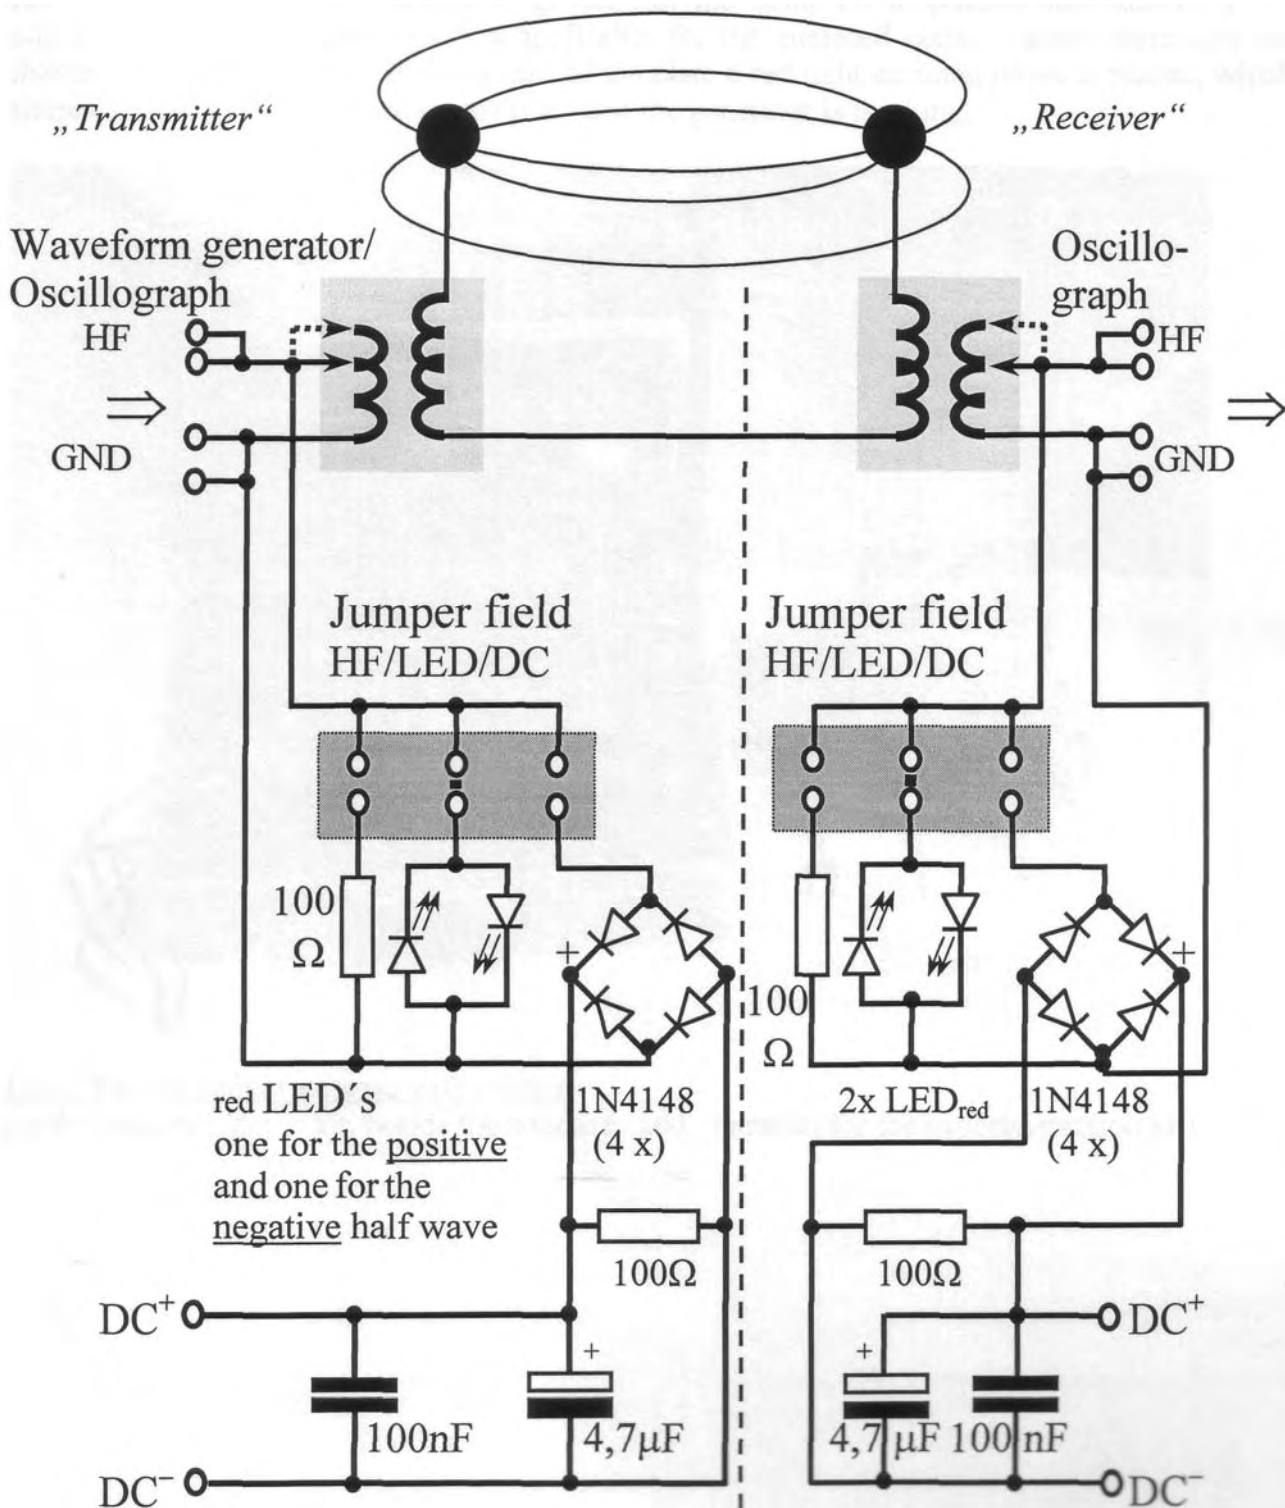 „Transmitter“
„Receiver“
Waveform generator/
Oscillograph
Oscillo-
graph
HF
HF
GND
GND
Jumper field
HF/LED/DC
Jumper field
HF/LED/DC
100
Ω
+
100
Ω
+
red LED´s
one for the positive
and one for the
negative half wave
1N4148
(4 x)
2x LEDred
1N4148
(4 x)
100Ω
100Ω
DC+
DC+
+
+
100nF
4,7µF
4,7 µF
100 nF
DC-
DC-